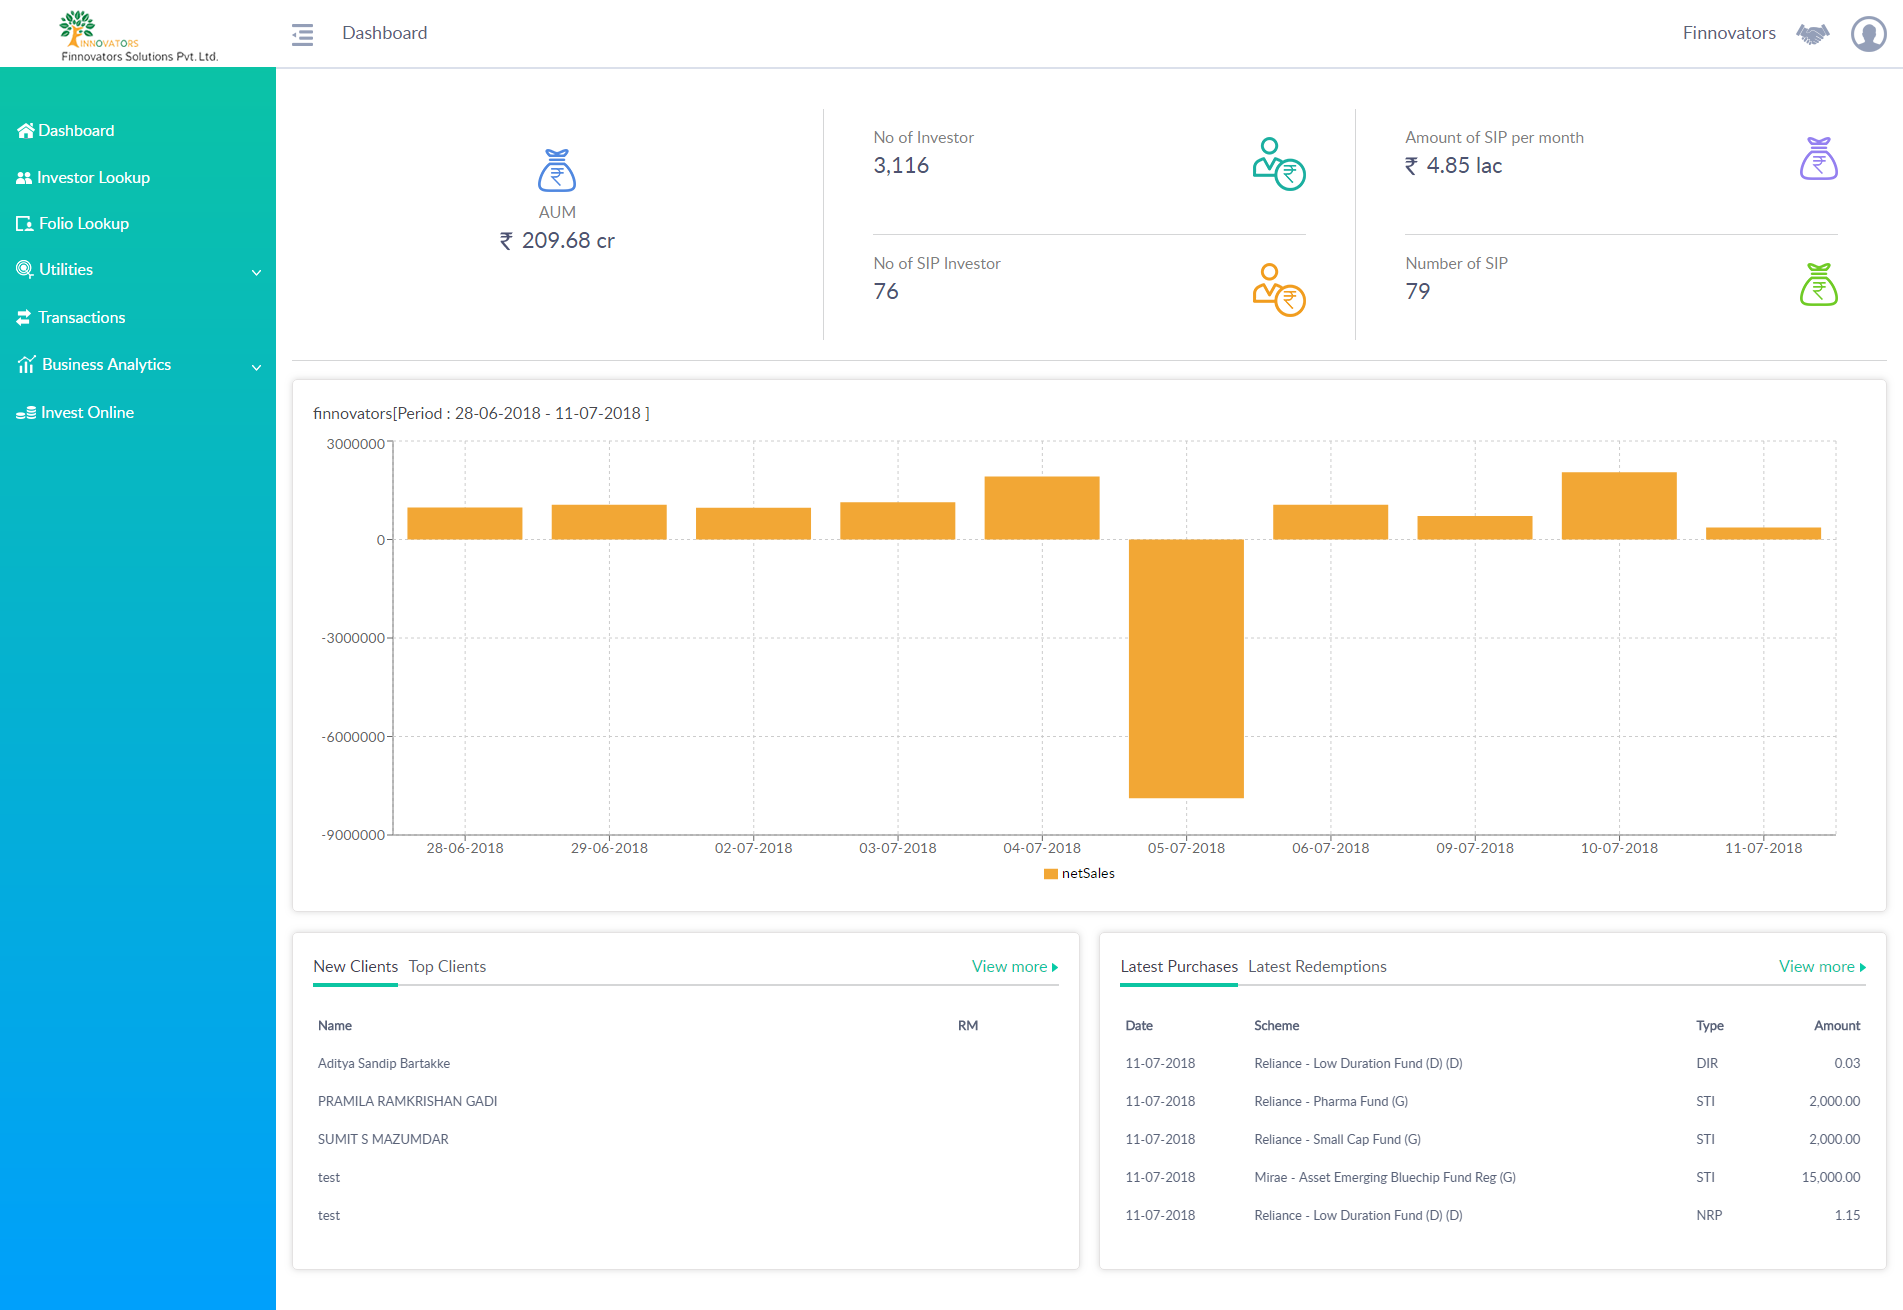 INNOVATORS
Finnovators Solutions Pvt. Ltd.
Dashboard
Finnovators
Dashboard
Investor Lookup
Folio Lookup
Utilities
Transactions
Business Analytics
Invest Online
AUM
₹ 209.68 cr
No of Investor
3,116
No of SIP Investor
76
Amount of SIP per month
₹ 4.85 lac
Number of SIP
79
finnovators[Period : 28-06-2018 - 11-07-2018 ]
3000000
0
-3000000
-6000000
-9000000
28-06-2018 29-06-2018 02-07-2018 03-07-2018 04-07-2018 05-07-2018 06-07-2018 09-07-2018 10-07-2018 11-07-2018
netSales
New Clients Top Clients View more
Name RM
Aditya Sandip Bartakke
PRAMILA RAMKRISHAN GADI
SUMIT S MAZUMDAR
test
test
Latest Purchases Latest Redemptions View more
Date Scheme Type Amount
11-07-2018 Reliance - Low Duration Fund (D) (D) DIR 0.03
11-07-2018 Reliance - Pharma Fund (G) STI 2,000.00
11-07-2018 Reliance - Small Cap Fund (G) STI 2,000.00
11-07-2018 Mirae - Asset Emerging Bluechip Fund Reg (G) STI 15,000.00
11-07-2018 Reliance - Low Duration Fund (D) (D) NRP 1.15